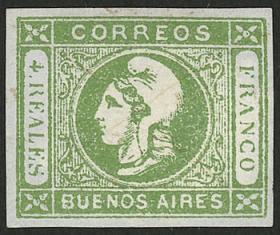 CORREOS
4. REALES
FRANCO
BUENOS AIRES